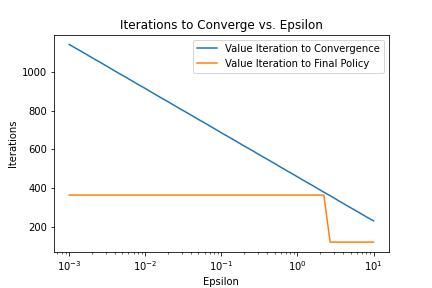 Iterations to Converge vs. Epsilon
Value Iteration to Convergence
Value Iteration to Final Policy
1000
800
600
400
200
Iterations
10⁻³
10⁻²
10⁻¹
10⁰
10¹
Epsilon